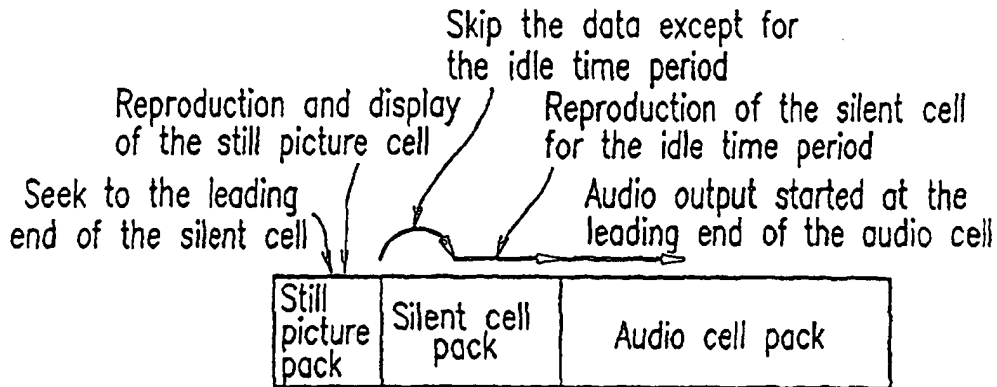 Skip the data except for
the idle time period
Reproduction and display
of the still picture cell
Reproduction of the silent cell
for the idle time period
Seek to the leading
end of the silent cell
Audio output started at the
leading end of the audio cell
Still
picture
pack
Silent cell
pack
Audio cell pack